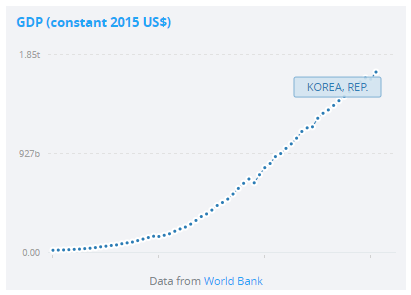 GDP (constant 2015 US$)
1.85t
KOREA, REP.
927b
0.00
Data from World Bank